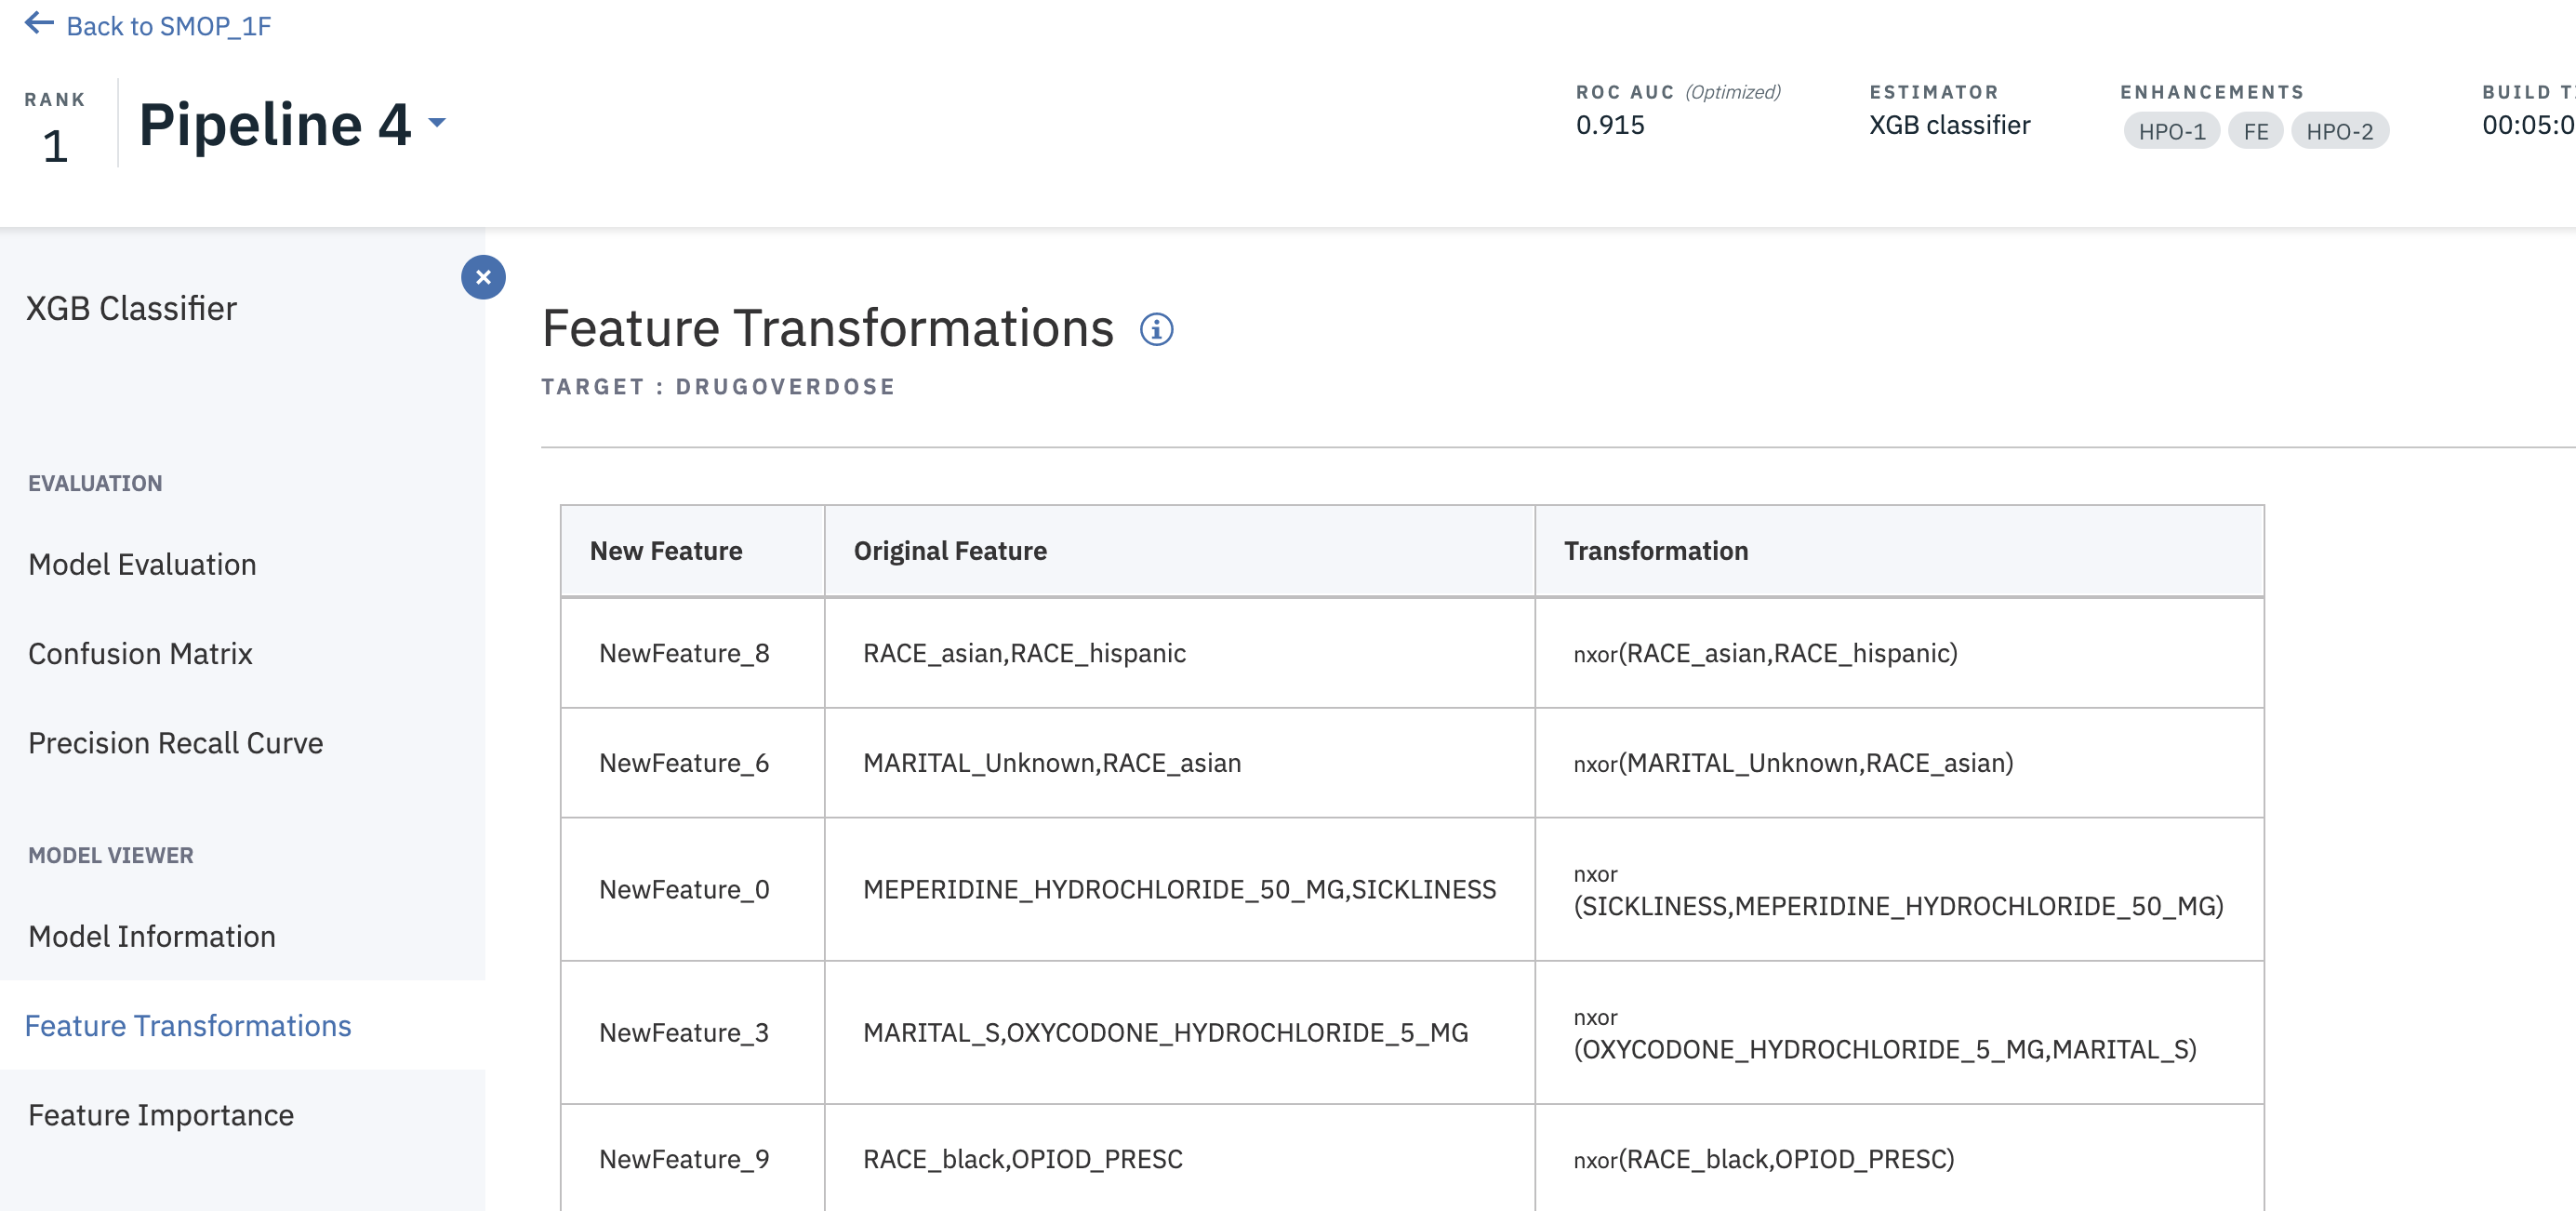 Back to SMOP_1F
RANK
1
Pipeline 4
ROC AUC (Optimized)
0.915
ESTIMATOR
XGB classifier
ENHANCEMENTS
HPO-1 FE HPO-2
BUILD T
00:05:0
XGB Classifier
EVALUATION
Model Evaluation
Confusion Matrix
Precision Recall Curve
MODEL VIEWER
Model Information
Feature Transformations
Feature Importance
Feature Transformations
TARGET : DRUGOVERDOSE
New Feature Original Feature Transformation
NewFeature_8 RACE_asian,RACE_hispanic nxor(RACE_asian,RACE_hispanic)
NewFeature_6 MARITAL_Unknown,RACE_asian nxor(MARITAL_Unknown,RACE_asian)
NewFeature_0 MEPERIDINE_HYDROCHLORIDE_50_MG,SICKLINESS nxor
(SICKLINESS,MEPERIDINE_HYDROCHLORIDE_50_MG)
NewFeature_3 MARITAL_S,OXYCODONE_HYDROCHLORIDE_5_MG nxor
(OXYCODONE_HYDROCHLORIDE_5_MG,MARITAL_S)
NewFeature_9 RACE_black,OPIOD_PRESC nxor(RACE_black,OPIOD_PRESC)